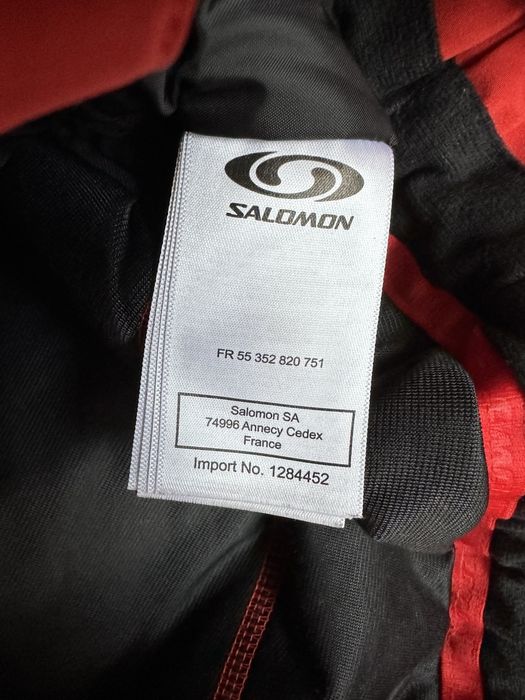 SALOMON
FR 55 352 820 751
Salomon SA
74996 Annecy Cedex
France
Import No. 1284452